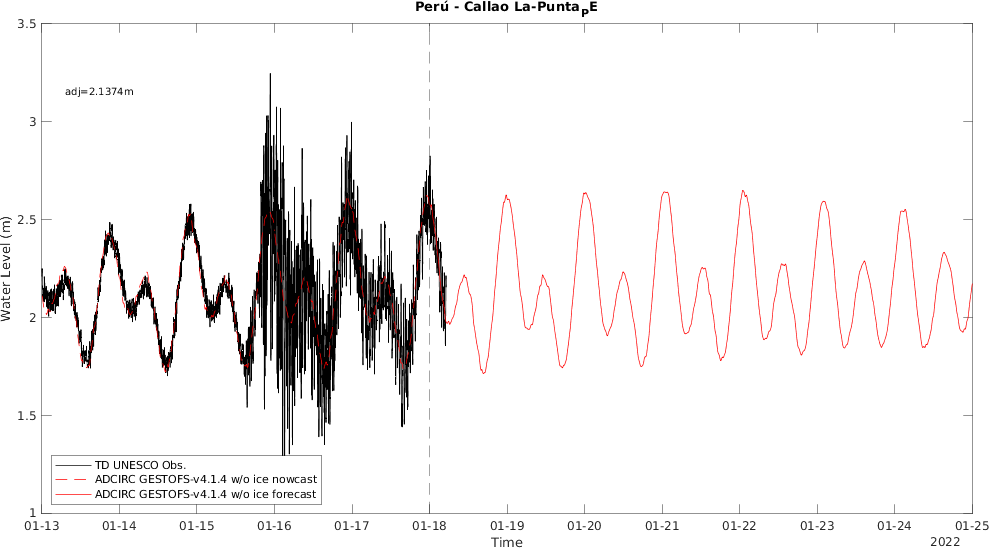 Perú - Callao La-PuntapE
adj=2.1374m
Water Level (m)
3.5
3
2.5
2
1.5
1
TD UNESCO Obs.
ADCIRC GESTOFS-v4.1.4 w/o ice nowcast
ADCIRC GESTOFS-v4.1.4 w/o ice forecast
01-13 01-14 01-15 01-16 01-17 01-18 01-19 01-20 01-21 01-22 01-23 01-24 01-25
Time
2022